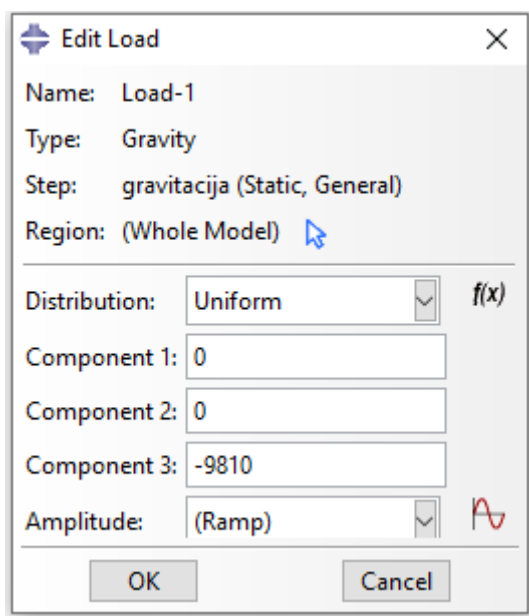 Edit Load
Name: Load-1
Type: Gravity
Step: gravitacija (Static, General)
Region: (Whole Model)
Distribution: Uniform f(x)
Component 1: 0
Component 2: 0
Component 3: -9810
Amplitude: (Ramp)
OK Cancel